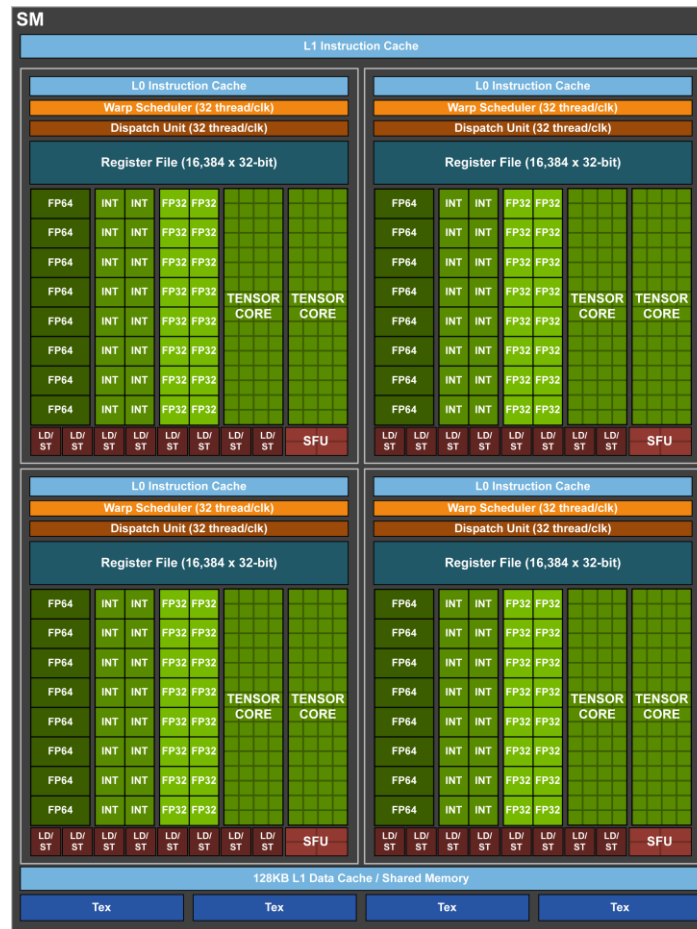 SM
L1 Instruction Cache
L0 Instruction Cache
Warp Scheduler (32 thread/clk)
Dispatch Unit (32 thread/clk)
Register File (16,384 x 32-bit)
FP64 INT INT FP32 FP32
FP64 INT INT FP32 FP32
FP64 INT INT FP32 FP32
FP64 INT INT FP32 FP32
FP64 INT INT FP32 FP32
FP64 INT INT FP32 FP32
FP64 INT INT FP32 FP32
FP64 INT INT FP32 FP32
TENSOR CORE
TENSOR CORE
LD/ST LD/ST LD/ST LD/ST LD/ST LD/ST LD/ST LD/ST SFU
L0 Instruction Cache
Warp Scheduler (32 thread/clk)
Dispatch Unit (32 thread/clk)
Register File (16,384 x 32-bit)
FP64 INT INT FP32 FP32
FP64 INT INT FP32 FP32
FP64 INT INT FP32 FP32
FP64 INT INT FP32 FP32
FP64 INT INT FP32 FP32
FP64 INT INT FP32 FP32
FP64 INT INT FP32 FP32
FP64 INT INT FP32 FP32
TENSOR CORE
TENSOR CORE
LD/ST LD/ST LD/ST LD/ST LD/ST LD/ST LD/ST LD/ST SFU
L0 Instruction Cache
Warp Scheduler (32 thread/clk)
Dispatch Unit (32 thread/clk)
Register File (16,384 x 32-bit)
FP64 INT INT FP32 FP32
FP64 INT INT FP32 FP32
FP64 INT INT FP32 FP32
FP64 INT INT FP32 FP32
FP64 INT INT FP32 FP32
FP64 INT INT FP32 FP32
FP64 INT INT FP32 FP32
FP64 INT INT FP32 FP32
TENSOR CORE
TENSOR CORE
LD/ST LD/ST LD/ST LD/ST LD/ST LD/ST LD/ST LD/ST SFU
L0 Instruction Cache
Warp Scheduler (32 thread/clk)
Dispatch Unit (32 thread/clk)
Register File (16,384 x 32-bit)
FP64 INT INT FP32 FP32
FP64 INT INT FP32 FP32
FP64 INT INT FP32 FP32
FP64 INT INT FP32 FP32
FP64 INT INT FP32 FP32
FP64 INT INT FP32 FP32
FP64 INT INT FP32 FP32
FP64 INT INT FP32 FP32
TENSOR CORE
TENSOR CORE
LD/ST LD/ST LD/ST LD/ST LD/ST LD/ST LD/ST LD/ST SFU
128KB L1 Data Cache / Shared Memory
Tex Tex Tex Tex